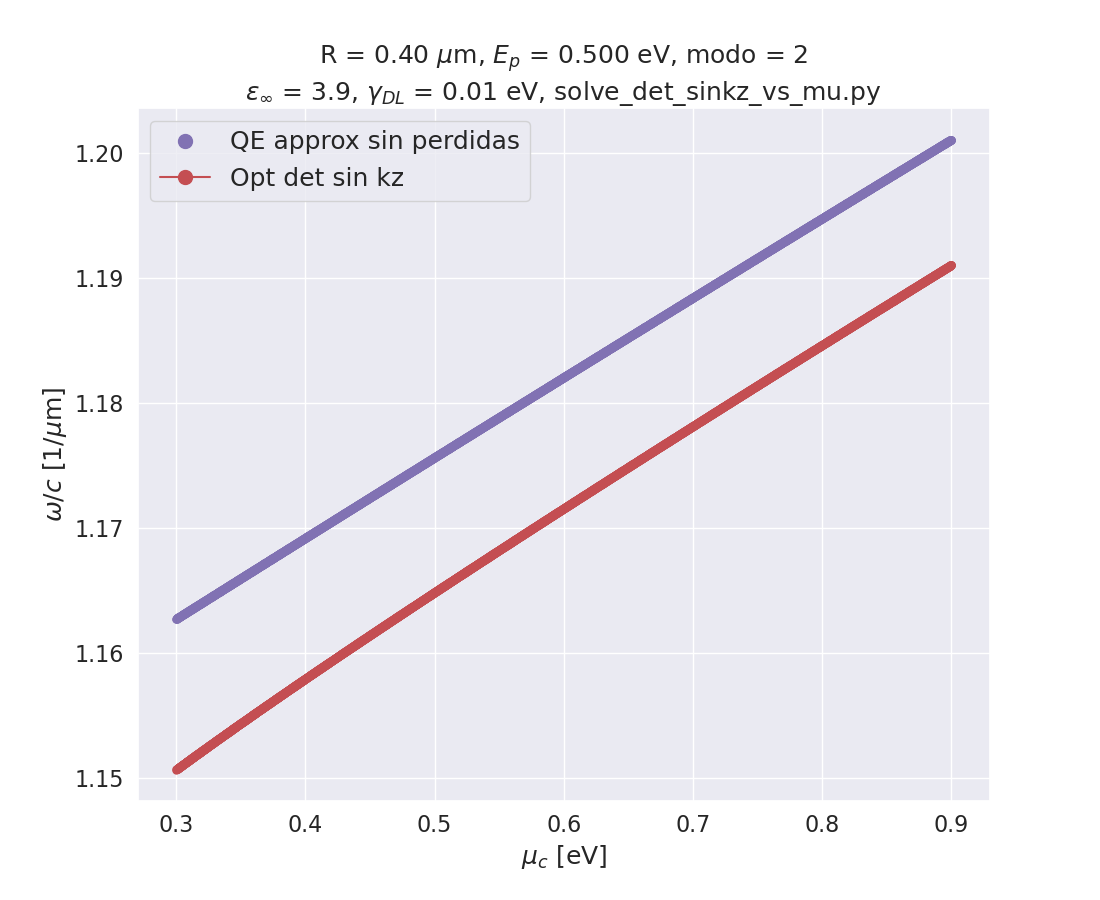 R = 0.40 μm, E_p = 0.500 eV, modo = 2
ε_∞ = 3.9, γ_DL = 0.01 eV, solve_det_sinkz_vs_mu.py
QE approx sin perdidas
Opt det sin kz
1.20
1.19
1.18
1.17
1.16
1.15
ω/c [1/μm]
0.3 0.4 0.5 0.6 0.7 0.8 0.9
μ_c [eV]